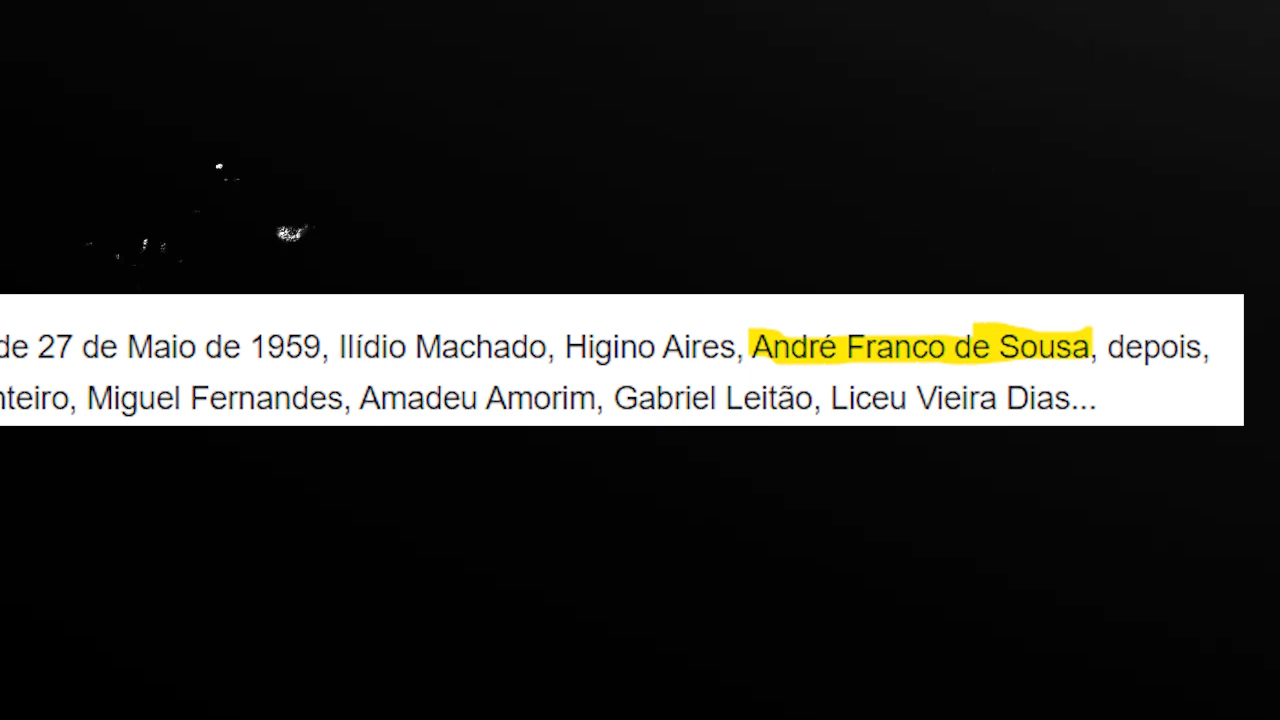 de 27 de Maio de 1959, Ilídio Machado, Higino Aires, André Franco de Sousa, depois,
nteiro, Miguel Fernandes, Amadeu Amorim, Gabriel Leitão, Liceu Vieira Dias...